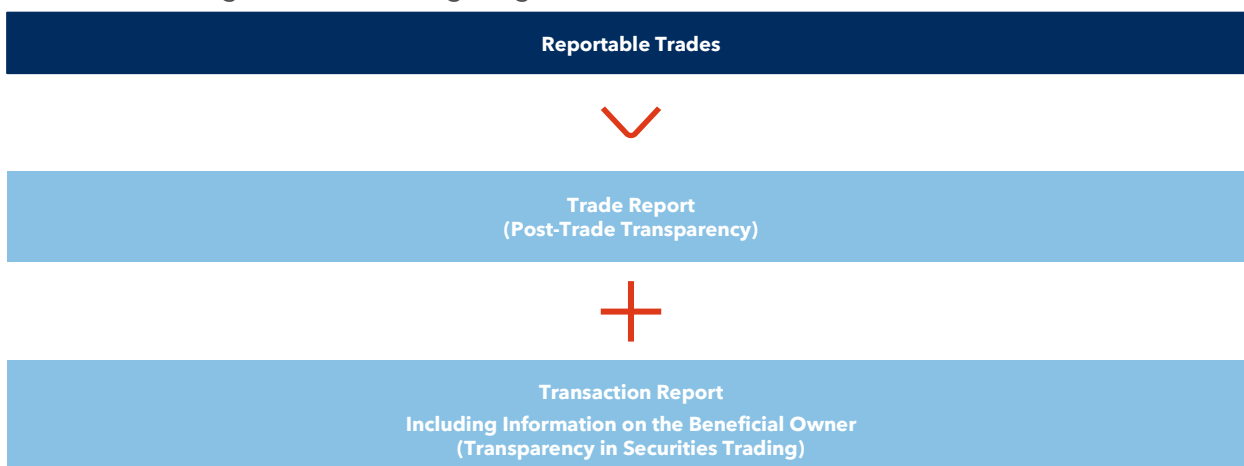 Reportable Trades
Trade Report
(Post-Trade Transparency)
Transaction Report
Including Information on the Beneficial Owner
(Transparency in Securities Trading)